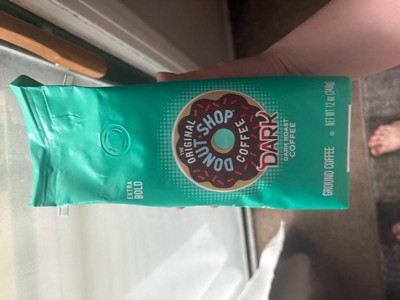 EXTRA
BOLD
THE
ORIGINAL
DONUT SHOP
COFFEE
DARK
DARK ROAST
COFFEE
GROUND COFFEE
NET WT 12 oz (340g)